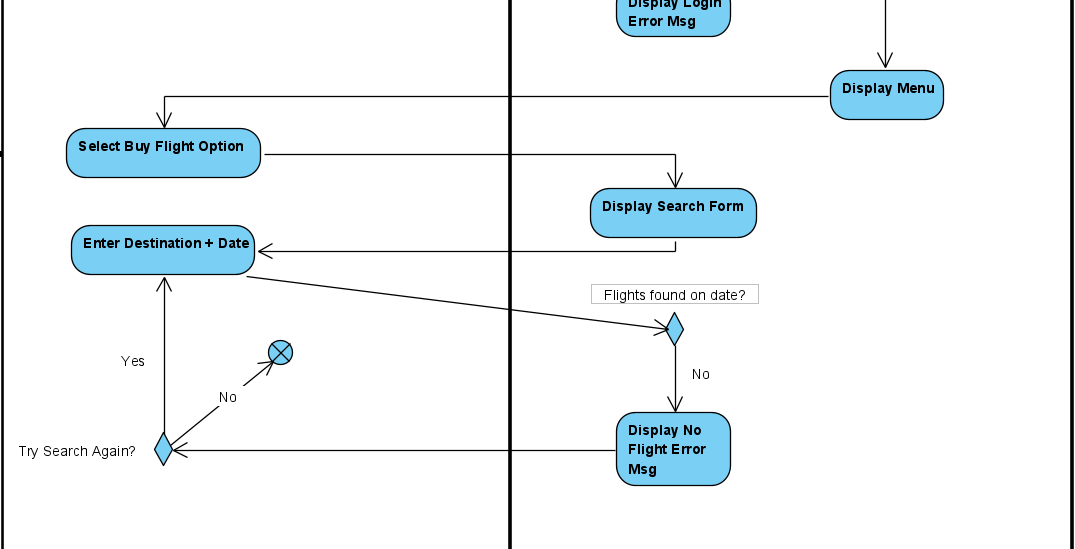 Display Login
Error Msg
Display Menu
Select Buy Flight Option
Display Search Form
Enter Destination + Date
Flights found on date?
Yes
No
No
Try Search Again?
Display No
Flight Error
Msg